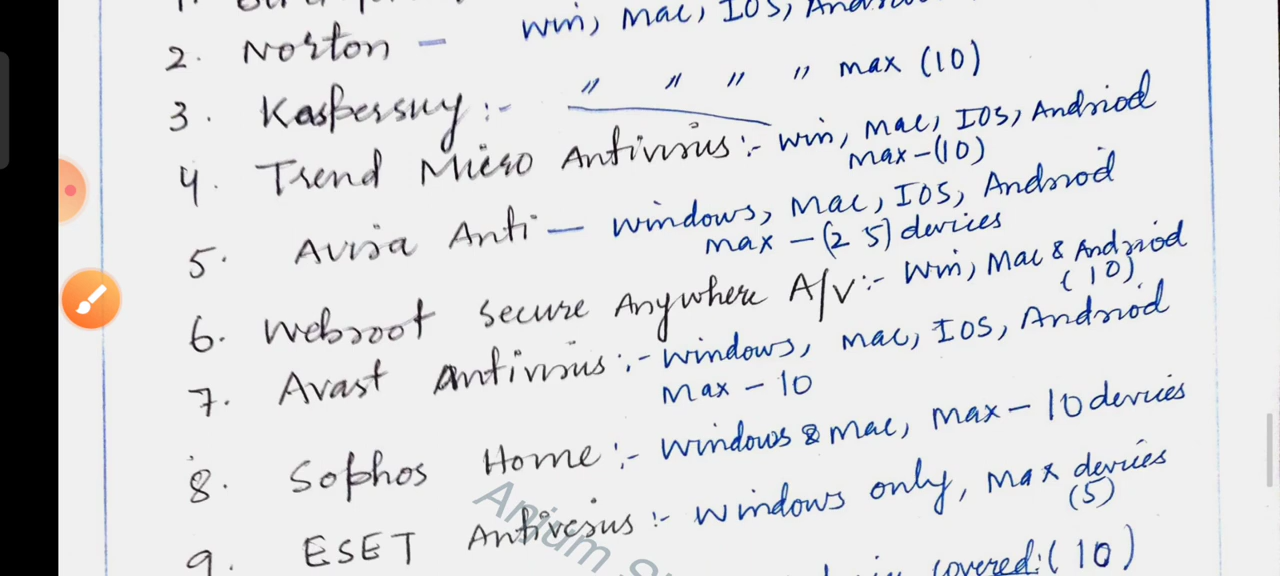 2. Norton - Win, Mac, IOS,
3. Kaspersuy:- " " " " max (10)
4. Trend Micro Antivirus:- win, Mac, IOS, Andriod
max-(10)
5. Avira Anti - windows, Mac, IOS, Andriod
max - (25) devices
6. Webroot Secure Anywhere A/V:- Win, Mac & Andriod
(10)
7. Avast Antivirus:- windows, Mac, IOS, Andriod
Max - 10
8. Sophos Home:- windows & Mac, Max - 10 devices
9. ESET Antivirus:- windows only, Max devices
(5)
covered:(10)
Anium